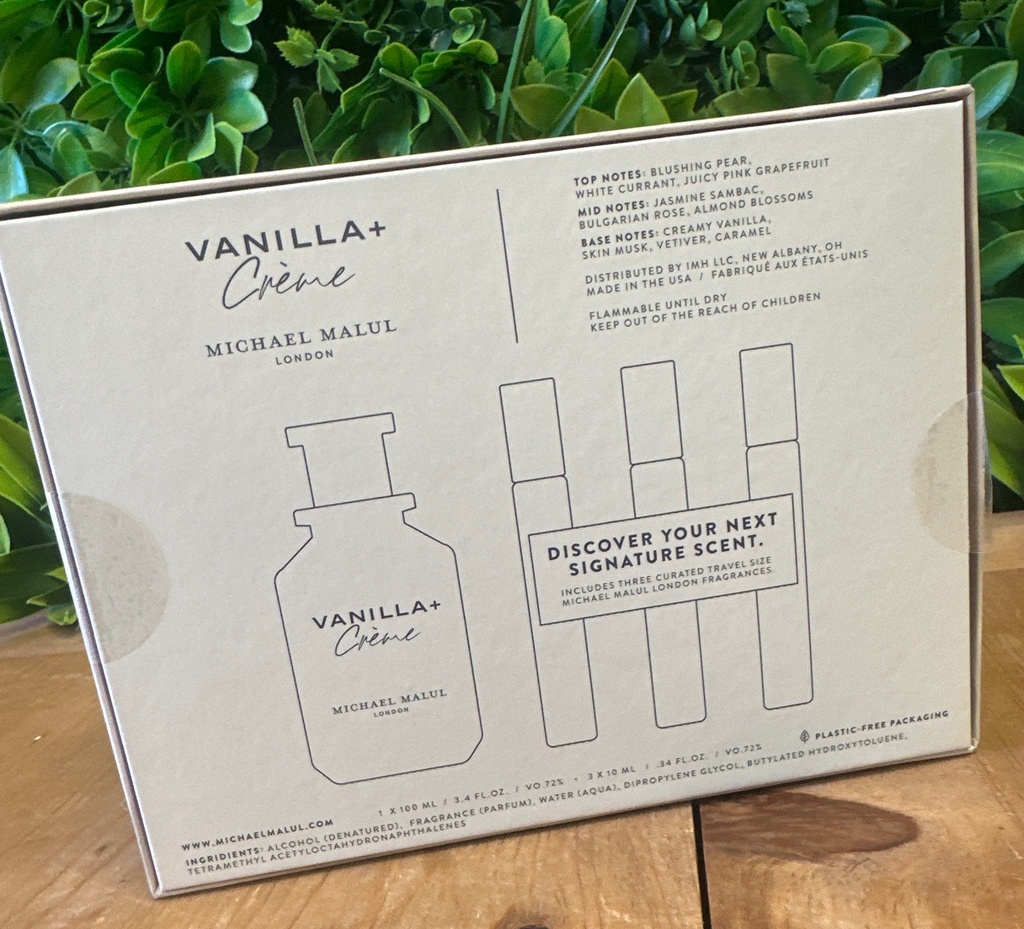 VANILLA+
Crème
MICHAEL MALUL
LONDON
TOP NOTES: BLUSHING PEAR,
WHITE CURRANT, JUICY PINK GRAPEFRUIT
MID NOTES: JASMINE SAMBAC,
BULGARIAN ROSE, ALMOND BLOSSOMS
BASE NOTES: CREAMY VANILLA,
SKIN MUSK, VETIVER, CARAMEL
DISTRIBUTED BY IMH LLC, NEW ALBANY, OH
MADE IN THE USA / FABRIQUÉ AUX ÉTATS-UNIS
FLAMMABLE UNTIL DRY
KEEP OUT OF THE REACH OF CHILDREN
VANILLA+
Crème
MICHAEL MALUL
LONDON
DISCOVER YOUR NEXT
SIGNATURE SCENT.
INCLUDES THREE CURATED TRAVEL SIZE
MICHAEL MALUL LONDON FRAGRANCES.
PLASTIC-FREE PACKAGING
1 X 100 ML / 3.4 FL.OZ. / VO.72% • 3 X 10 ML / .34 FL.OZ. / VO.72%
WWW.MICHAELMALUL.COM
INGRIDIENTS: ALCOHOL (DENATURED), FRAGRANCE (PARFUM), WATER (AQUA), DIPROPYLENE GLYCOL, BUTYLATED HYDROXYTOLUENE,
TETRAMETHYL ACETYLOCTAHYDRONAPHTHALENES